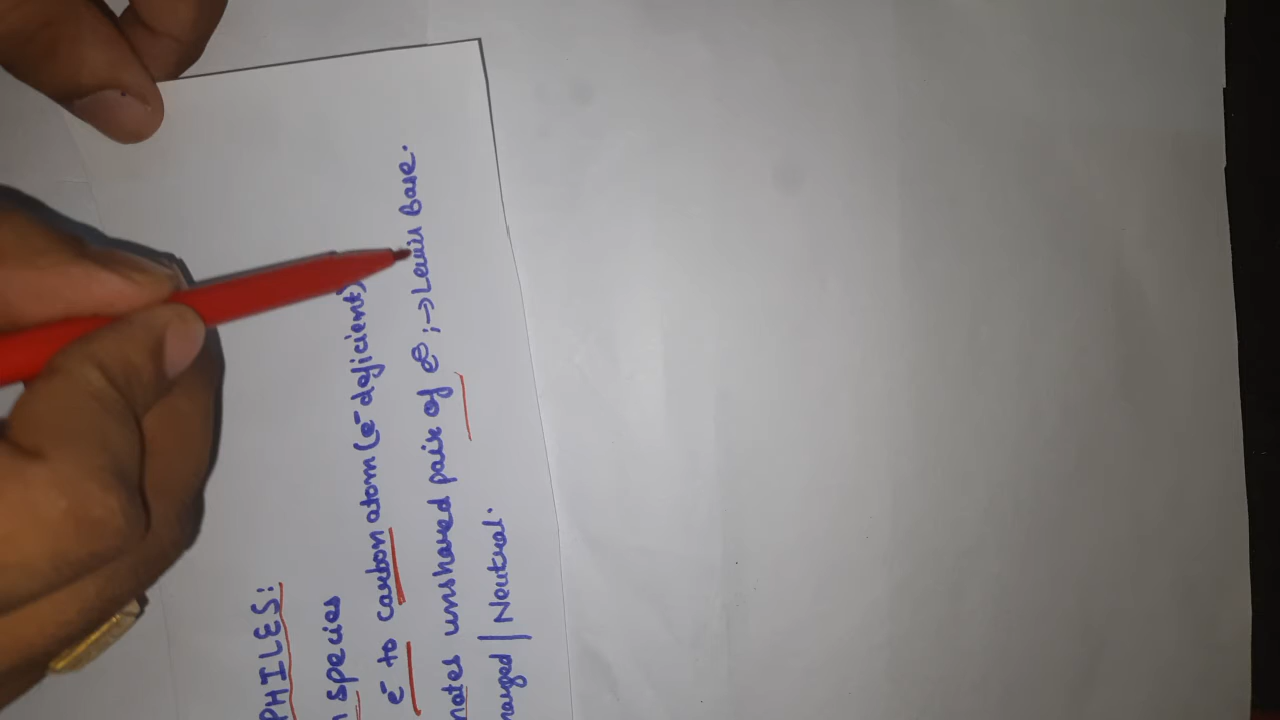 PHILES:
species
e⁻ to carbon atom (e⁻ deficient)
nates unshared pair of e⊖; → Lewis Base.
harged / Neutral.